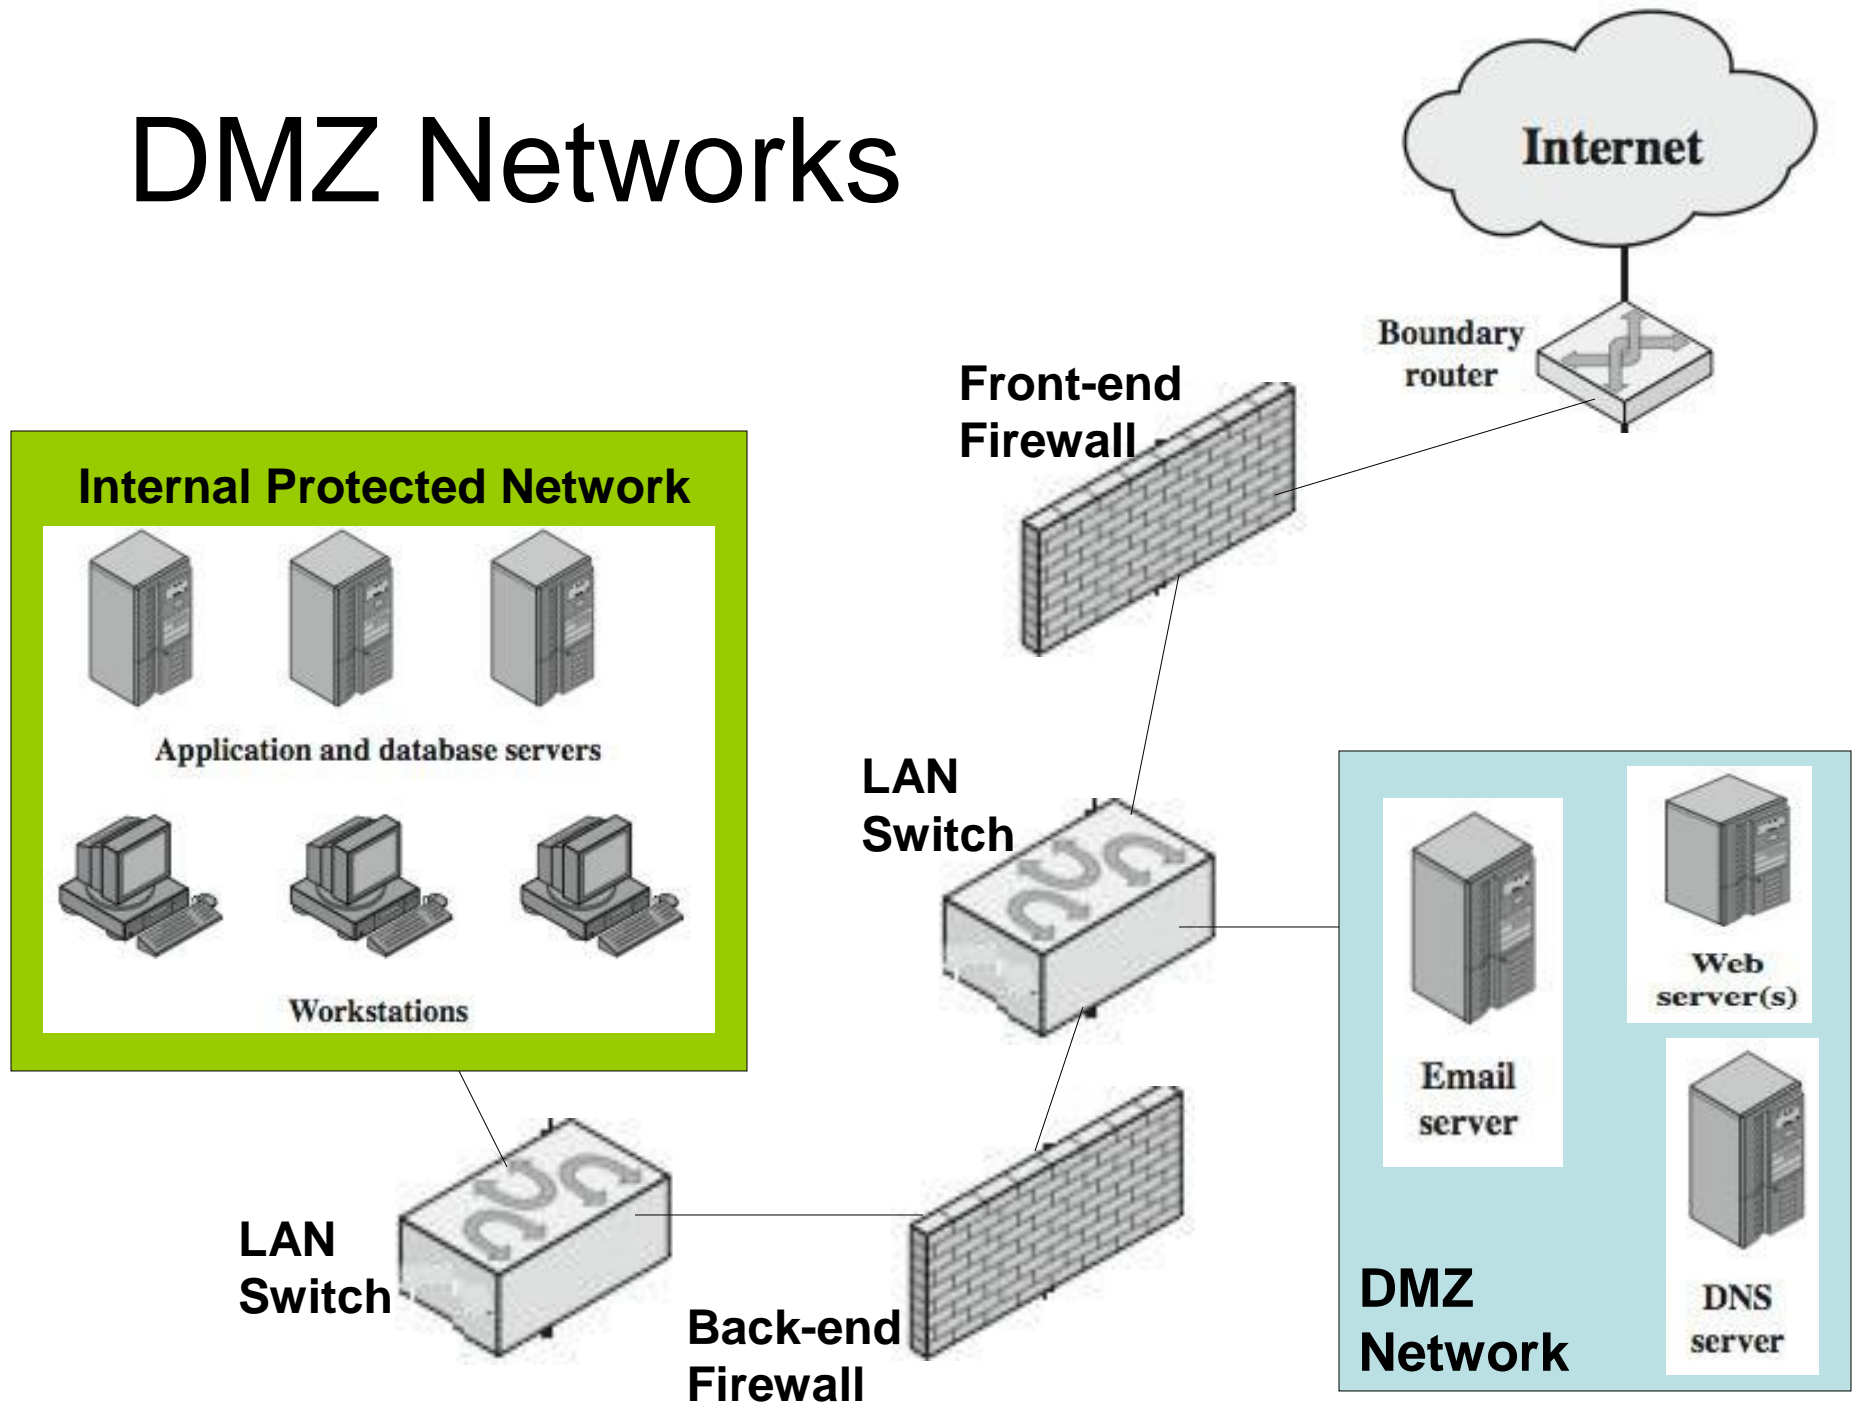 DMZ Networks
Internet
Boundary
router
Front-end
Firewall
Internal Protected Network
Application and database servers
Workstations
LAN
Switch
Web
server(s)
Email
server
DMZ
Network
DNS
server
LAN
Switch
Back-end
Firewall